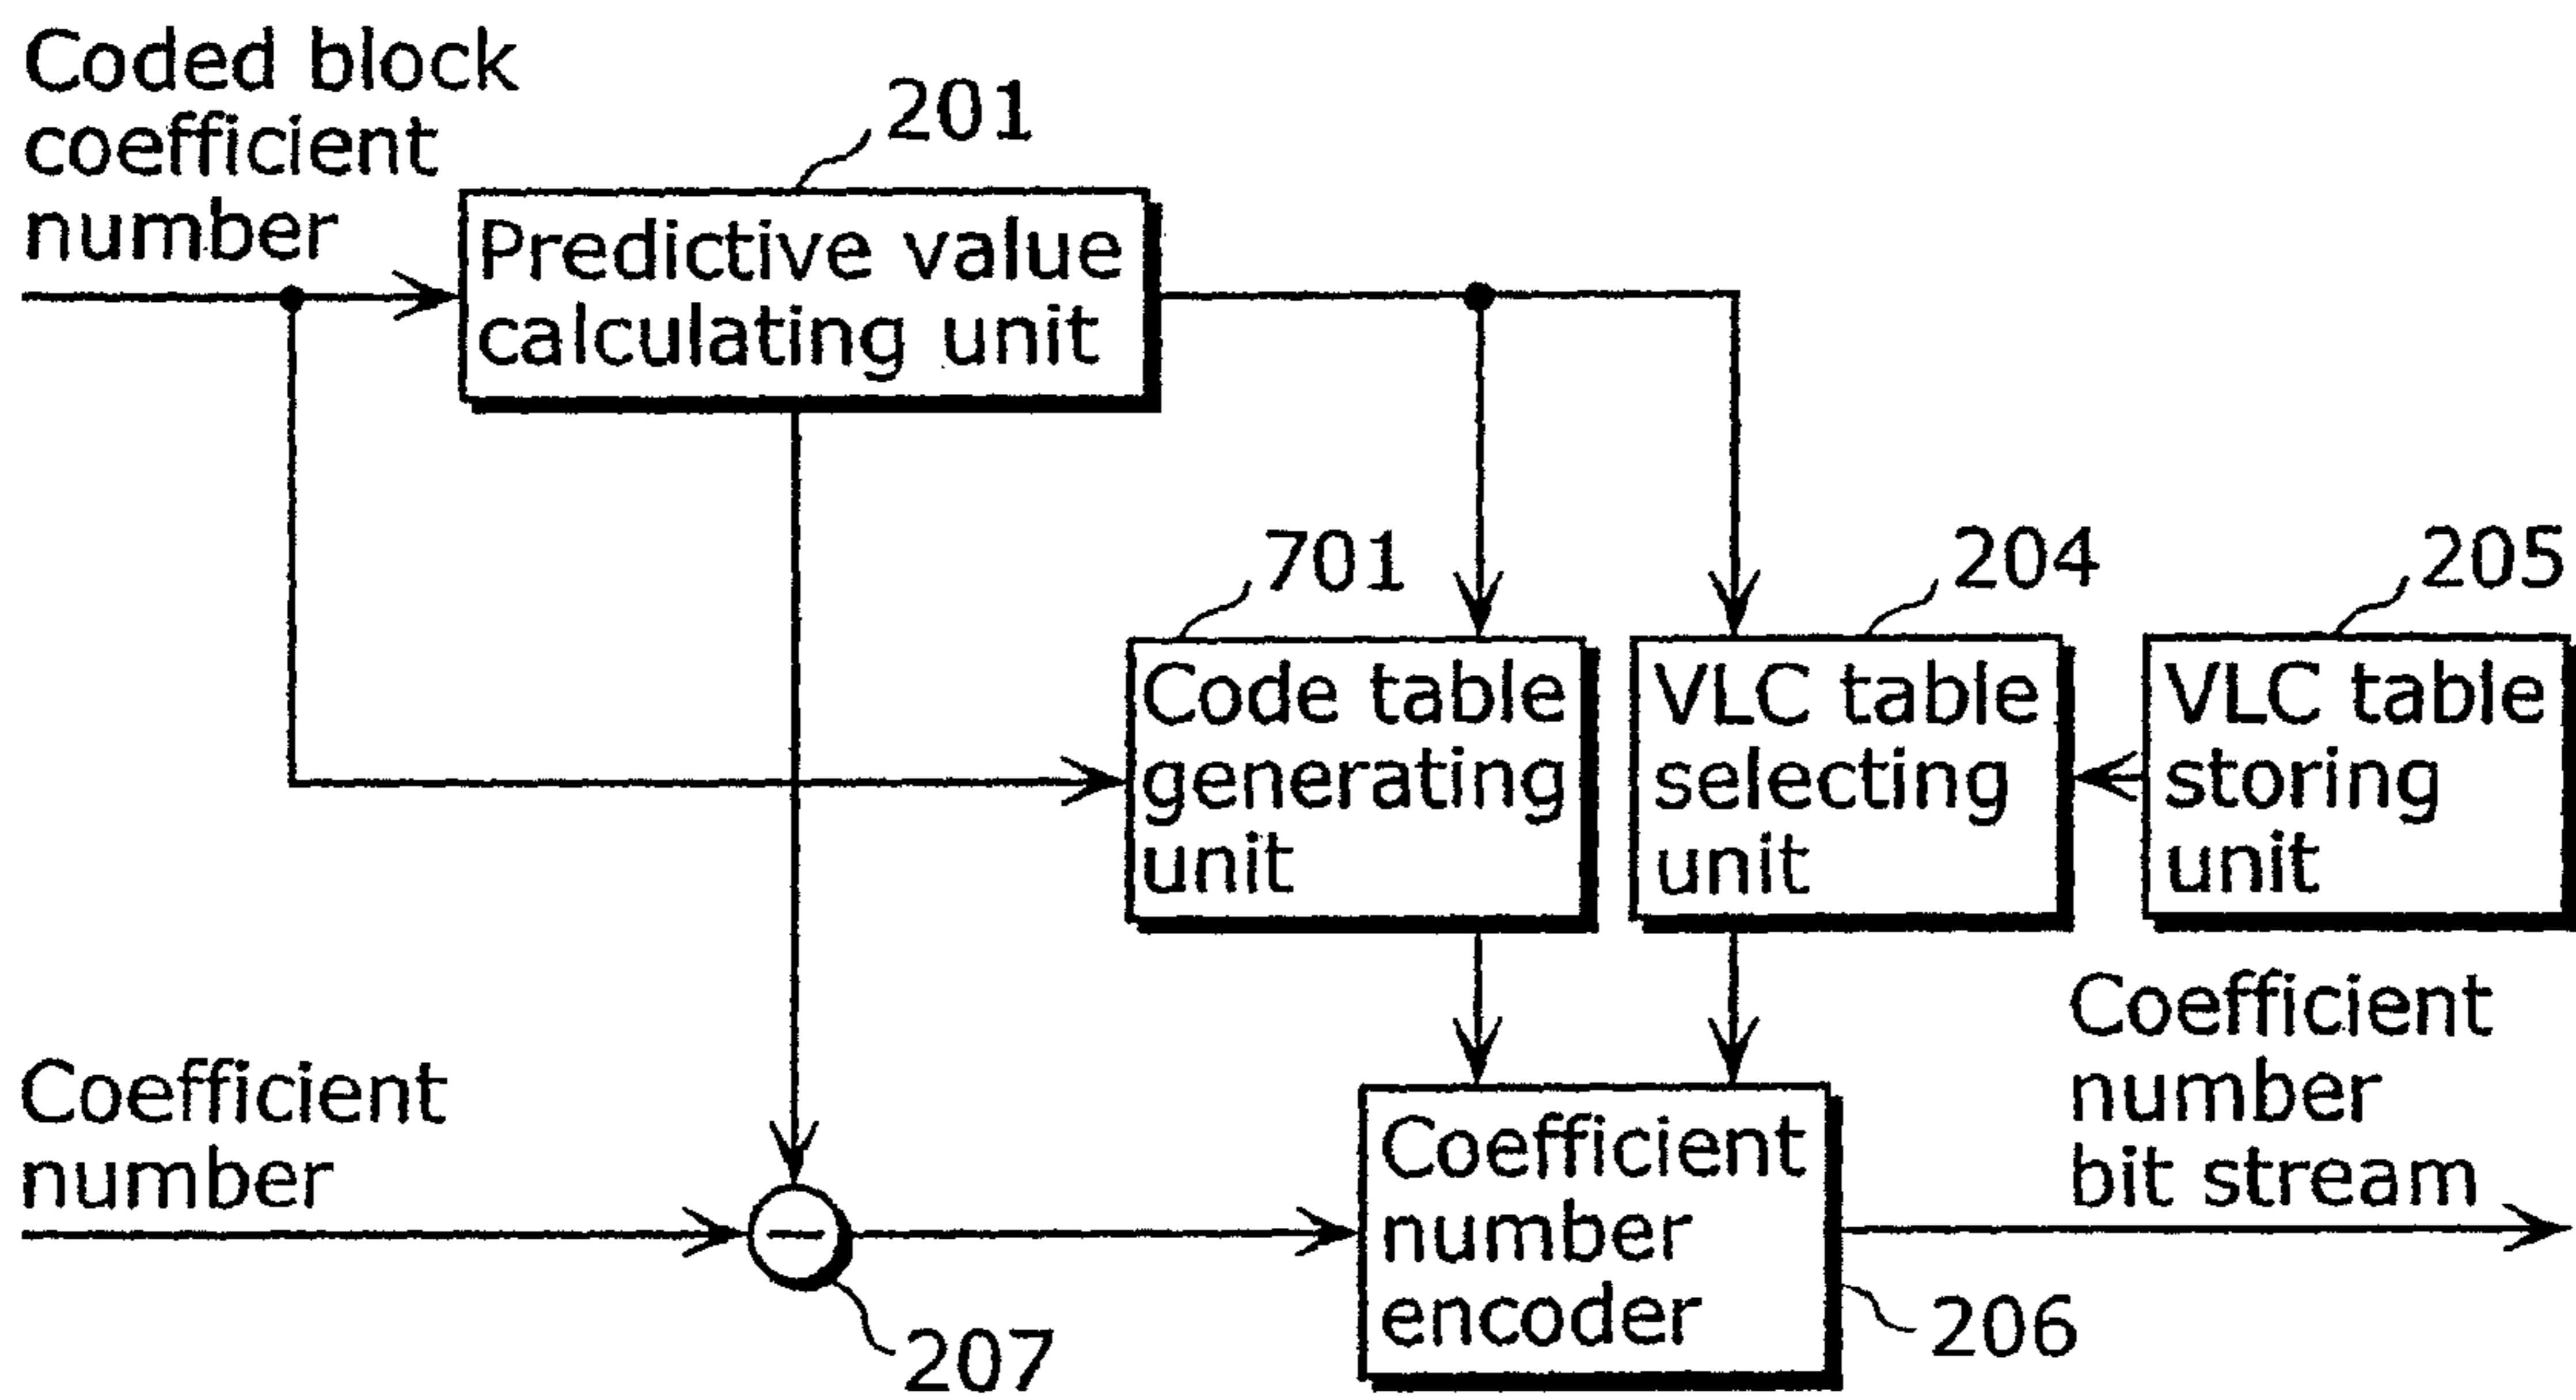 Coded block
coefficient
number
201
Predictive value
calculating unit
701
204
205
Code table
generating
unit
VLC table
selecting
unit
VLC table
storing
unit
Coefficient
number
Coefficient
number
encoder
Coefficient
number
bit stream
207
206